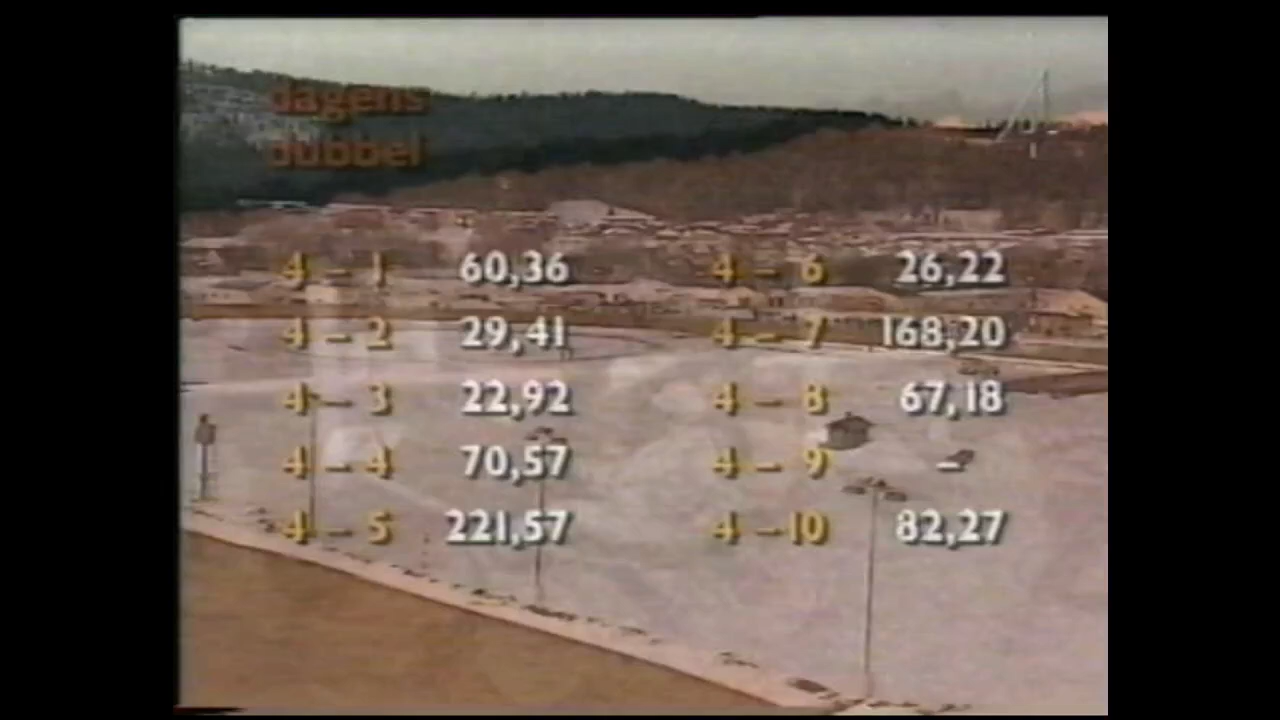 dagens
dubbel
4 – 1 60,36 4 – 6 26,22
4 – 2 29,41 4 – 7 168,20
4 – 3 22,92 4 – 8 67,18
4 – 4 70,57 4 – 9 –
4 – 5 221,57 4 – 10 82,27